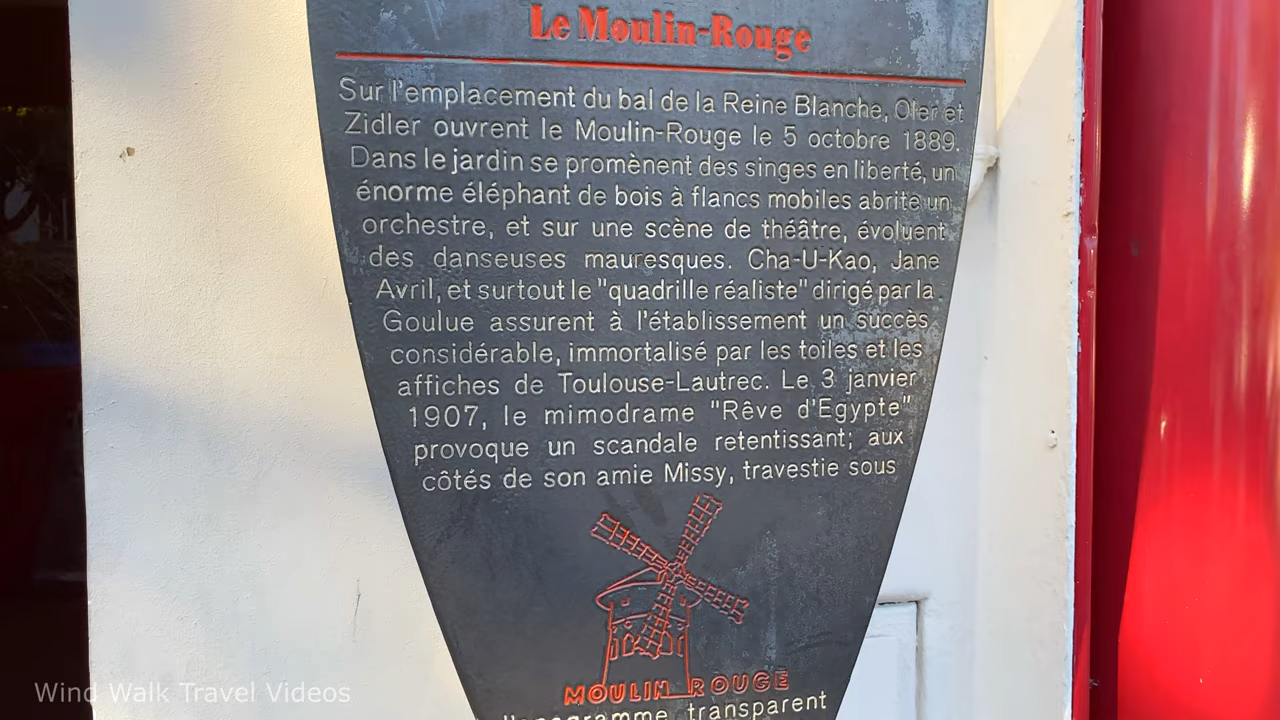 Le Moulin-Rouge
Sur l'emplacement du bal de la Reine Blanche, Oler et
Zidler ouvrent le Moulin-Rouge le 5 octobre 1889.
Dans le jardin se promènent des singes en liberté, un
énorme éléphant de bois à flancs mobiles abrite un
orchestre, et sur une scène de théâtre, évoluent
des danseuses mauresques. Cha-U-Kao, Jane
Avril, et surtout le "quadrille réaliste" dirigé par la
Goulue assurent à l'établissement un succès
considérable, immortalisé par les toiles et les
affiches de Toulouse-Lautrec. Le 3 janvier
1907, le mimodrame "Rêve d'Egypte"
provoque un scandale retentissant; aux
côtés de son amie Missy, travestie sous
MOULIN ROUGE
l'anagramme transparent
Wind Walk Travel Videos